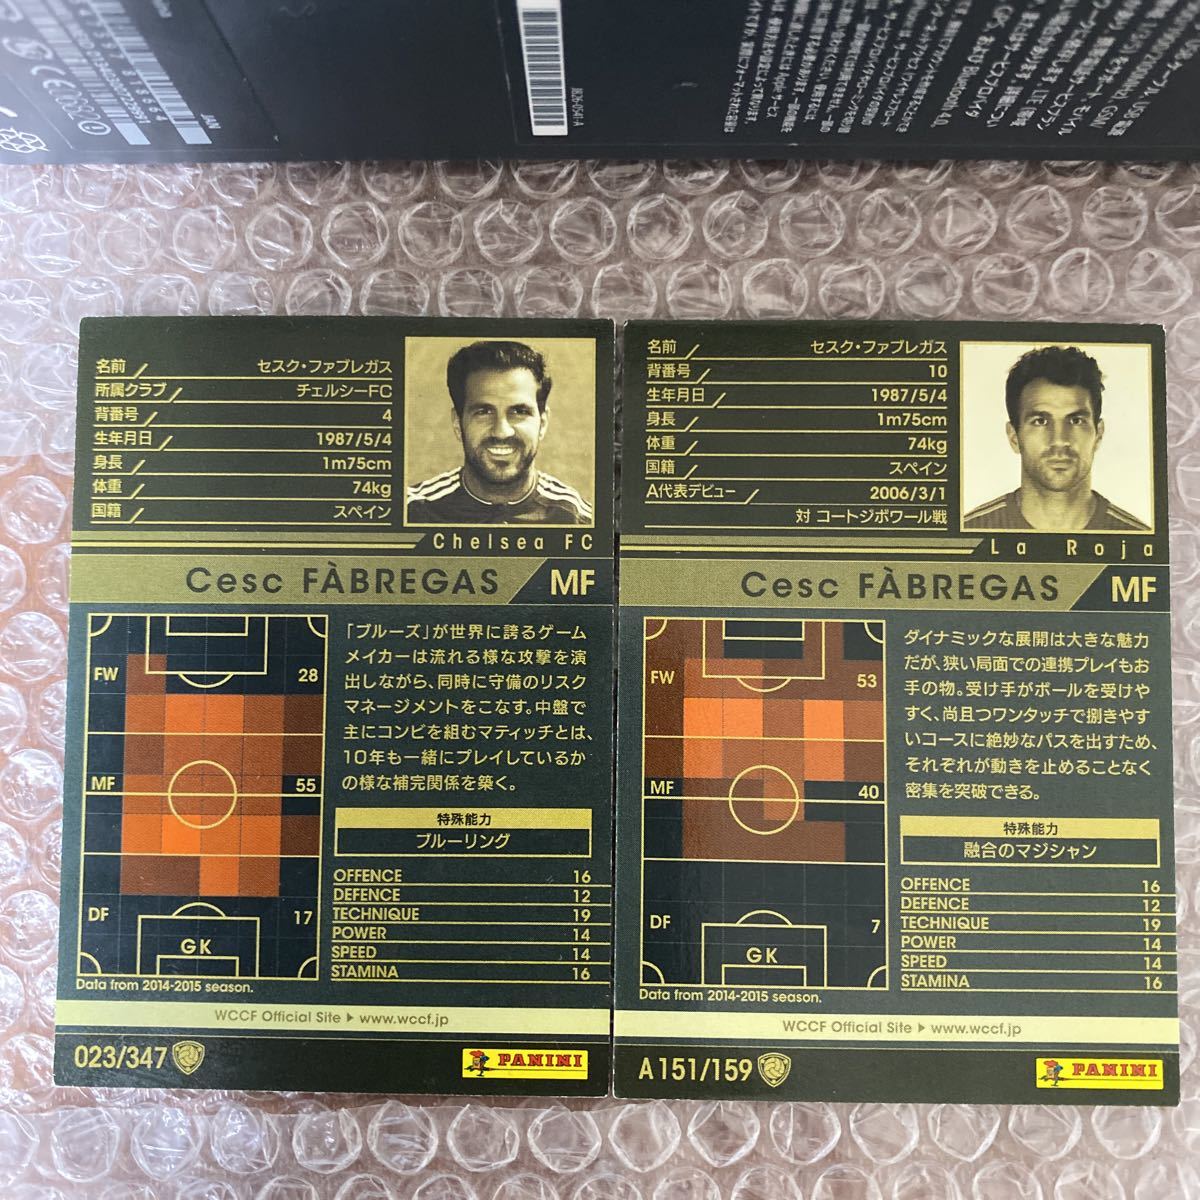 JAN
JE26-0541-A
名前 セスク・ファブレガス
所属クラブ チェルシーFC
背番号 4
生年月日 1987/5/4
身長 1m75cm
体重 74kg
国籍 スペイン
Chelsea FC
Cesc FÀBREGAS MF
FW 28
MF 55
DF 17
GK
Data from 2014-2015 season.
「ブルーズ」が世界に誇るゲーム
メイカーは流れる様な攻撃を演
出しながら、同時に守備のリスク
マネージメントをこなす。中盤で
主にコンビを組むマティッチとは、
10年も一緒にプレイしているか
の様な補完関係を築く。
特殊能力
ブルーリング
OFFENCE 16
DEFENCE 12
TECHNIQUE 19
POWER 14
SPEED 14
STAMINA 16
WCCF Official Site ▶ www.wccf.jp
023/347
PANINI
名前 セスク・ファブレガス
背番号 10
生年月日 1987/5/4
身長 1m75cm
体重 74kg
国籍 スペイン
A代表デビュー 2006/3/1
対 コートジボワール戦
La Roja
Cesc FÀBREGAS MF
FW 53
MF 40
DF 7
GK
Data from 2014-2015 season.
ダイナミックな展開は大きな魅力
だが、狭い局面での連携プレイもお
手の物。受け手がボールを受けや
すく、尚且つワンタッチで捌きやす
いコースに絶妙なパスを出すため、
それぞれが動きを止めることなく
密集を突破できる。
特殊能力
融合のマジシャン
OFFENCE 16
DEFENCE 12
TECHNIQUE 19
POWER 14
SPEED 14
STAMINA 16
WCCF Official Site ▶ www.wccf.jp
A151/159
PANINI